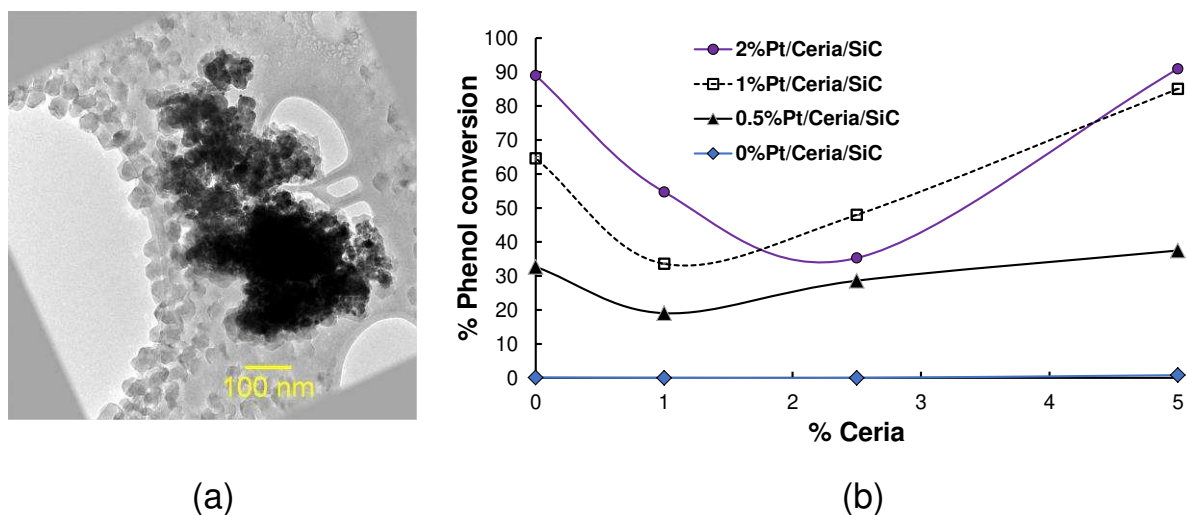 100 nm
100
90
80
70
60
50
40
30
20
10
0
% Phenol conversion
2%Pt/Ceria/SiC
1%Pt/Ceria/SiC
0.5%Pt/Ceria/SiC
0%Pt/Ceria/SiC
0 1 2 3 4 5
% Ceria
(a) (b)